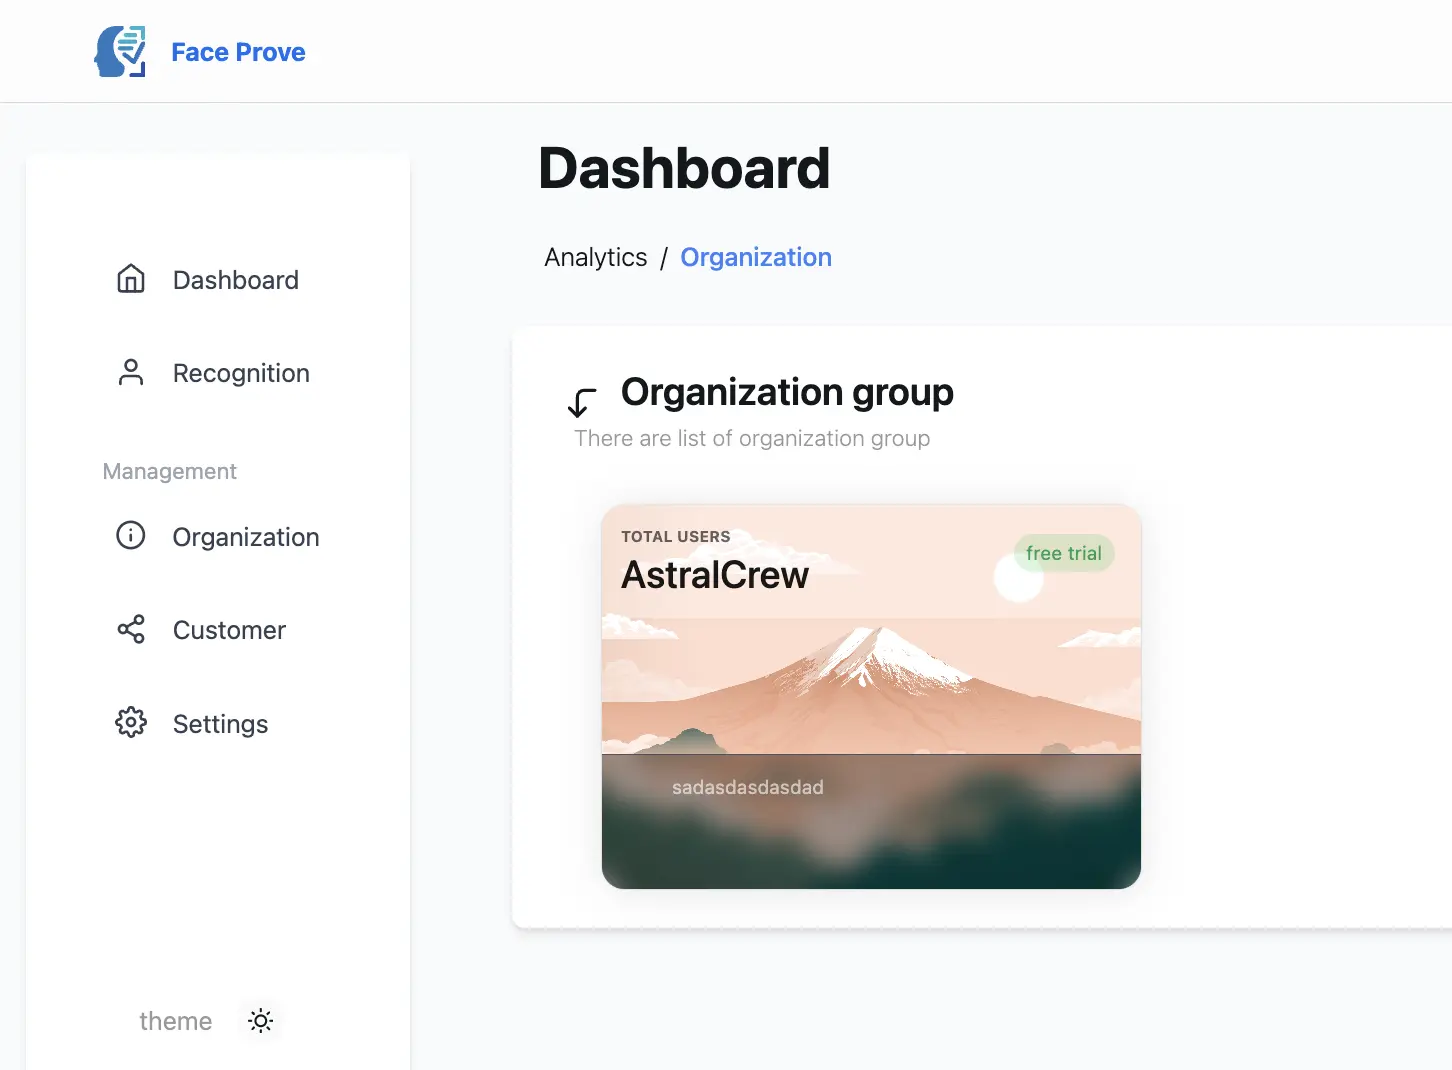 Face Prove
Dashboard
Recognition
Management
Organization
Customer
Settings
theme
Dashboard
Analytics / Organization
Organization group
There are list of organization group
TOTAL USERS
AstralCrew
free trial
sadasdasdasdad